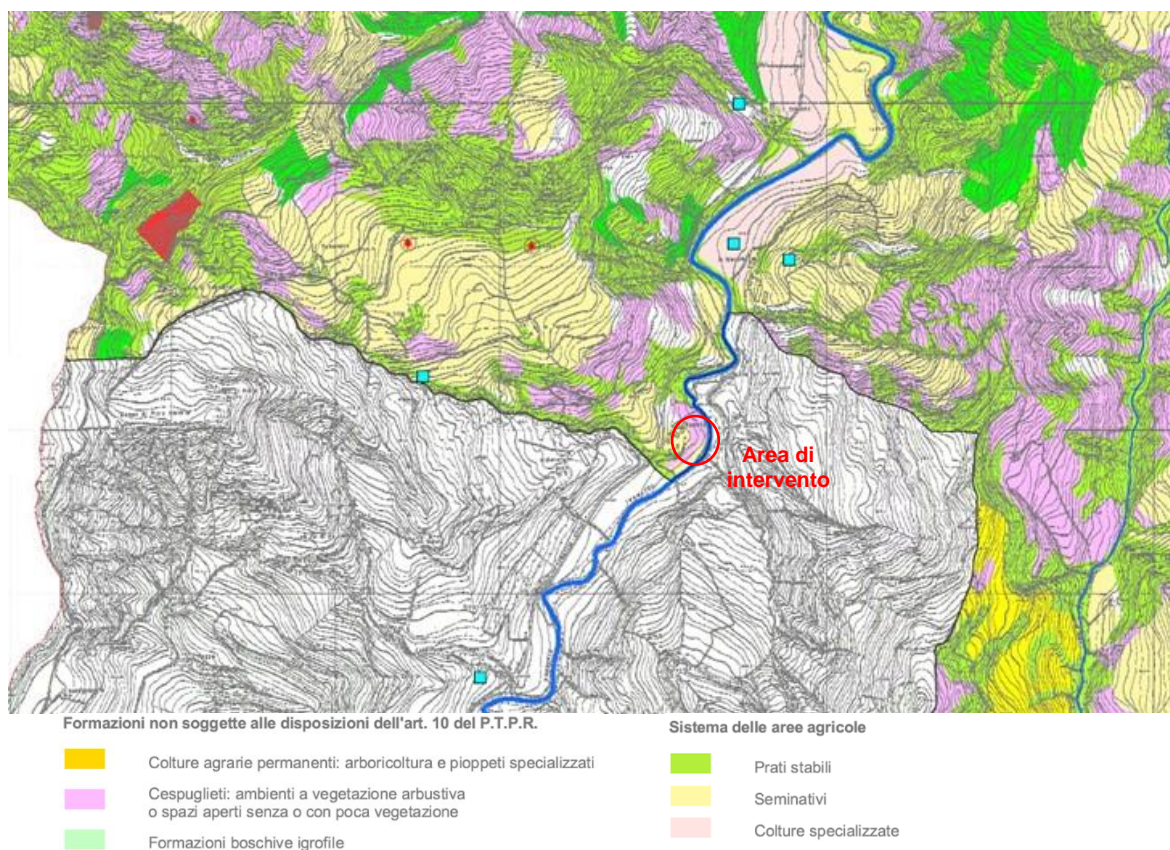 Area di
intervento
Formazioni non soggette alle disposizioni dell'art. 10 del P.T.P.R.
Colture agrarie permanenti: arboricoltura e pioppeti specializzati
Cespuglieti: ambienti a vegetazione arbustiva
o spazi aperti senza o con poca vegetazione
Formazioni boschive igrofile
Sistema delle aree agricole
Prati stabili
Seminativi
Colture specializzate